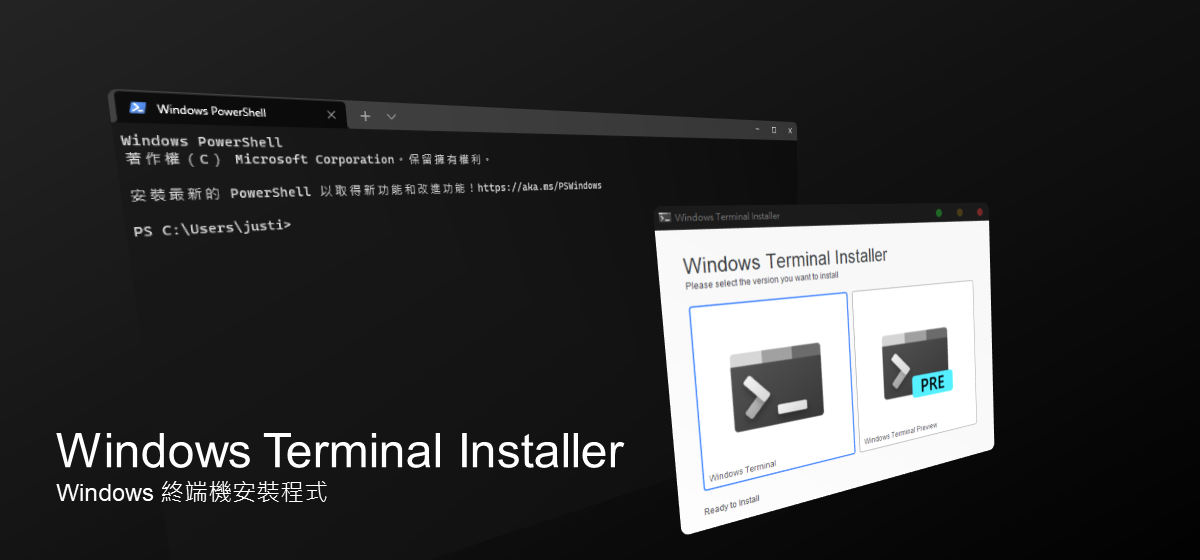 Windows PowerShell
Windows PowerShell
著作權（C） Microsoft Corporation。保留擁有權利。
安裝最新的 PowerShell 以取得新功能和改進功能！https://aka.ms/PSWindows
PS C:\Users\justi>
Windows Terminal Installer
Windows Terminal Installer
Please select the version you want to install
PRE
Windows Terminal
Windows Terminal Preview
Ready to install
Windows Terminal Installer
Windows 終端機安裝程式